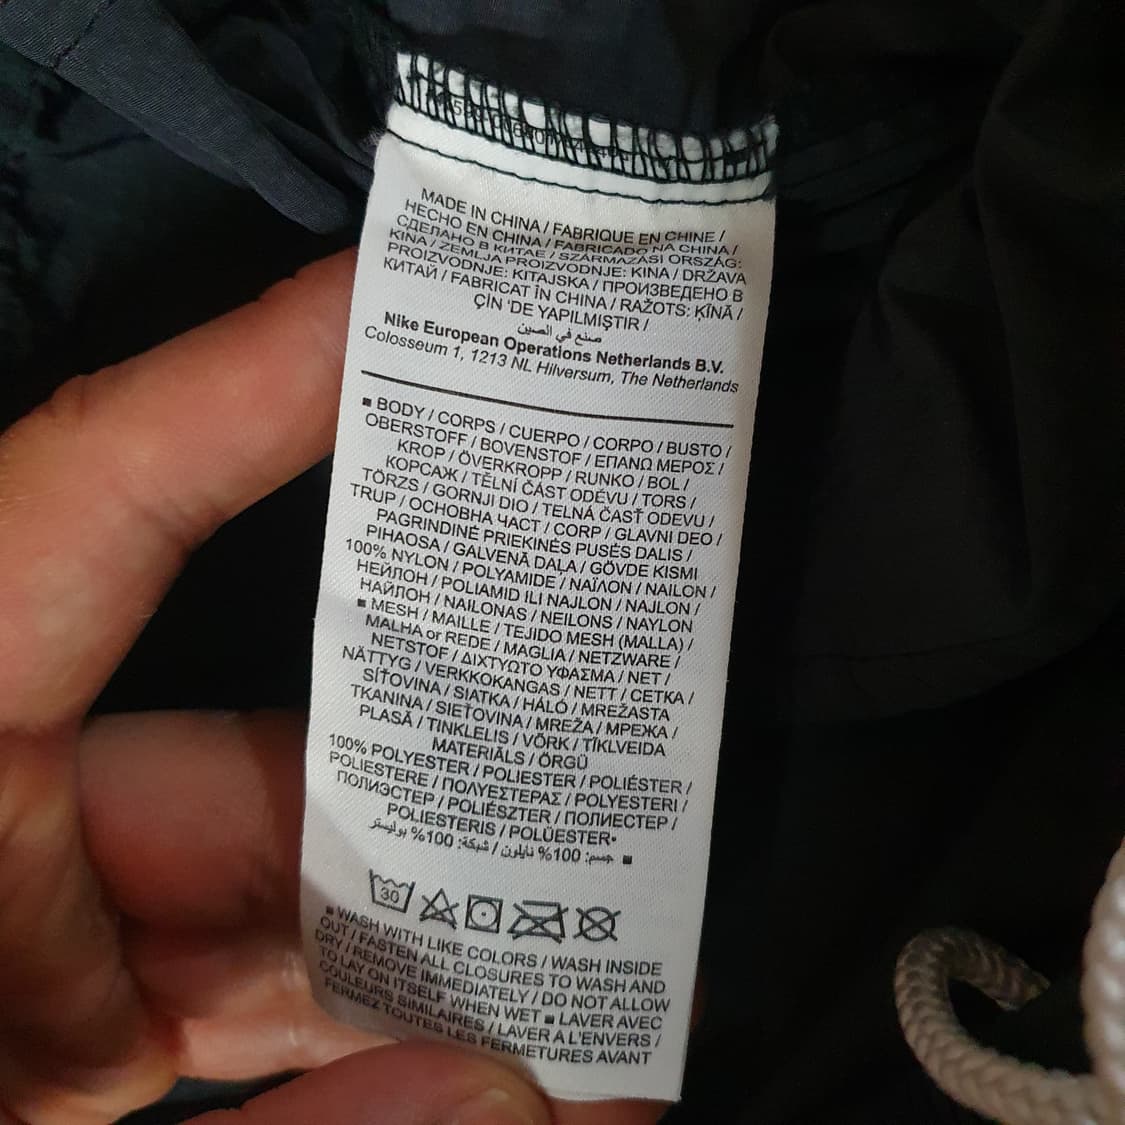 MADE IN CHINA / FABRIQUE EN CHINE /
HECHO EN CHINA / FABRICADO NA CHINA /
СДЕЛАНО В КИТАЕ / SZÁRMAZÁSI ORSZÁG:
KINA / ZEMLJA PROIZVODNJE: KINA / DRŽAVA
PROIZVODNJE: KITAJSKA / ПРОИЗВЕДЕНО В
КИТАЙ / FABRICAT ÎN CHINA / RAŽOTS: ĶĪNĀ /
ÇİN 'DE YAPILMIŞTIR /
صنع في الصين
Nike European Operations Netherlands B.V.
Colosseum 1, 1213 NL Hilversum, The Netherlands
■ BODY / CORPS / CUERPO / CORPO / BUSTO /
OBERSTOFF / BOVENSTOF / ΕΠΑΝΩ ΜΕΡΟΣ /
KROP / ÖVERKROPP / RUNKO / BOL /
КОРСАЖ / TĚLNÍ ČÁST ODĚVU / TORS /
TÖRZS / GORNJI DIO / TELNÁ ČASŤ ODEVU /
TRUP / ОСНОВНА ЧАСТ / CORP / GLAVNI DEO /
PAGRINDINĖ PRIEKINĖS PUSĖS DALIS /
PIHAOSA / GALVENĀ DAĻA / GÖVDE KISMI
100% NYLON / POLYAMIDE / ΝΑΪΛΟΝ / NAILON /
НЕЙЛОН / POLIAMID ILI NAJLON / NAJLON /
НАЙЛОН / NAILONAS / NEILONS / NAYLON
■ MESH / MAILLE / TEJIDO MESH (MALLA) /
MALHA or REDE / MAGLIA / NETZWARE /
NETSTOF / ΔΙΧΤΥΩΤΟ ΥΦΑΣΜΑ / NET /
NÄTTYG / VERKKOKANGAS / NETT / СЕТКА /
SÍŤOVINA / SIATKA / HÁLÓ / MREŽASTA
TKANINA / SIEŤOVINA / MREŽA / МРЕЖА /
PLASĂ / TINKLELIS / VÕRK / TĪKLVEIDA
MATERIĀLS / ÖRGÜ
100% POLYESTER / POLIESTER / POLIÉSTER /
POLIESTERE / ΠΟΛΥΕΣΤΕΡΑΣ / POLYESTERI /
ПОЛИЭСТЕР / POLIÉSZTER / ПОЛИЕСТЕР /
POLIESTERIS / POLÜESTER•
■ جسم: 100% نايلون / شبكة: 100% بوليستر
30
■ WASH WITH LIKE COLORS / WASH INSIDE
OUT / FASTEN ALL CLOSURES TO WASH AND
DRY / REMOVE IMMEDIATELY / DO NOT ALLOW
TO LAY ON ITSELF WHEN WET ■ LAVER AVEC
COULEURS SIMILAIRES / LAVER A L'ENVERS /
FERMEZ TOUTES LES FERMETURES AVANT